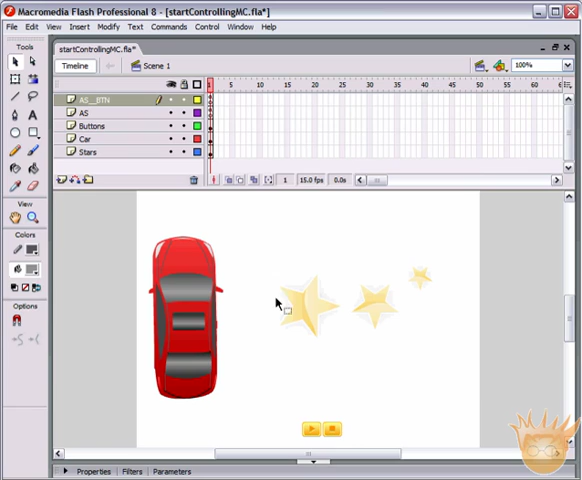 Macromedia Flash Professional 8 - [startControllingMC.fla*]
File Edit View Insert Modify Text Commands Control Window Help
Tools
startControllingMC.fla*
Timeline
Scene 1
100%
1 5 10 15 20 25 30 35 40 45 50 55 60
AS__BTN
AS
Buttons
Car
Stars
1 15.0 fps 0.0s
View
Colors
Options
Properties Filters Parameters